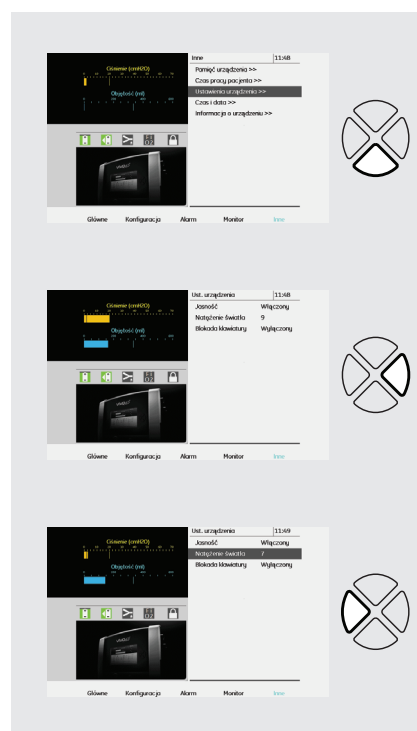 Inne 11:48
Ciśnienie (cmH2O)
Pamięć urządzenia >>
Czas pracy pacjenta >>
Ustawienia urządzenia >>
Objętość (ml)
Czas i data >>
Informacja o urządzeniu >>
Główne Konfiguracja Alarm Monitor Inne
Ust. urządzenia 11:48
Ciśnienie (cmH2O)
Jasność Włączony
Natężenie światła 9
Blokada klawiatury Wyłączony
Objętość (ml)
Główne Konfiguracja Alarm Monitor Inne
Ust. urządzenia 11:49
Ciśnienie (cmH2O)
Jasność Włączony
Natężenie światła 7
Blokada klawiatury Wyłączony
Objętość (ml)
Główne Konfiguracja Alarm Monitor Inne